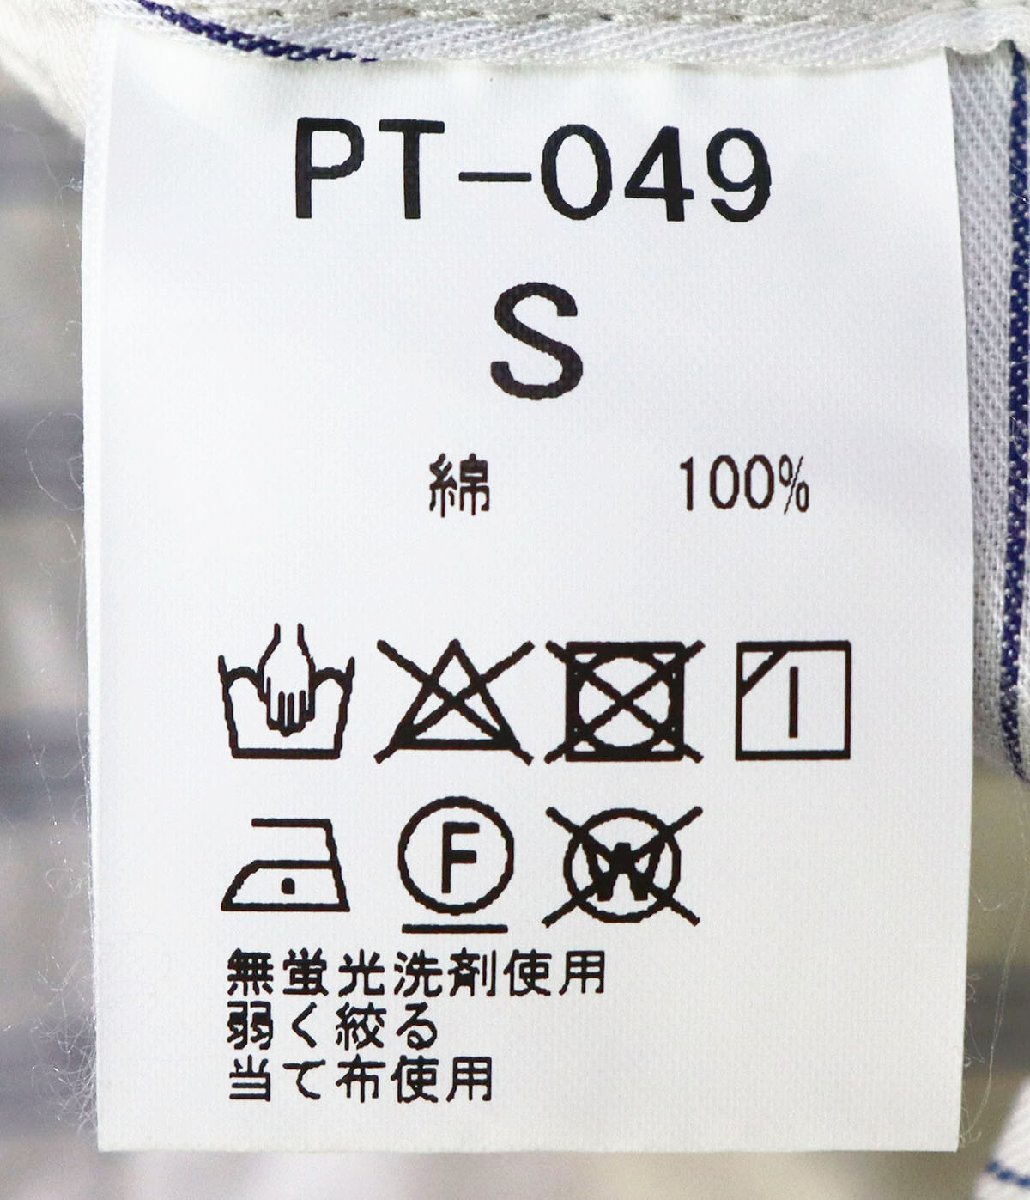 PT-049
S
綿 100%
F W
無蛍光洗剤使用
弱く絞る
当て布使用